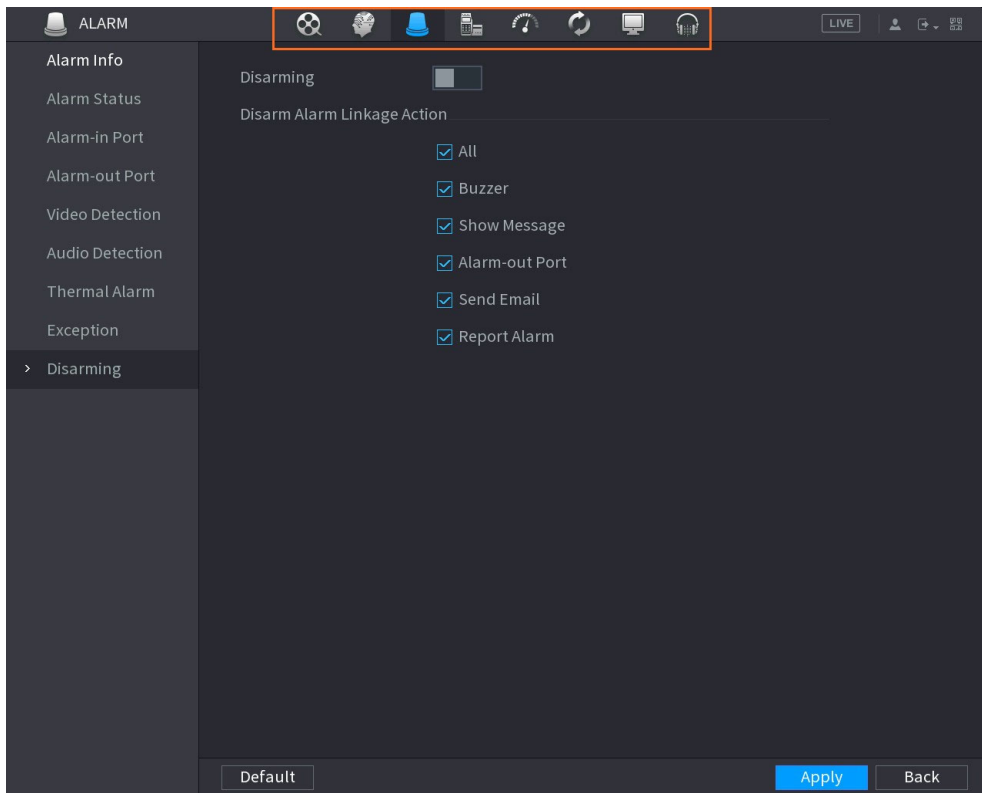 ALARM
LIVE
Alarm Info
Alarm Status
Alarm-in Port
Alarm-out Port
Video Detection
Audio Detection
Thermal Alarm
Exception
Disarming
Disarming
Disarm Alarm Linkage Action
All
Buzzer
Show Message
Alarm-out Port
Send Email
Report Alarm
Default
Apply
Back